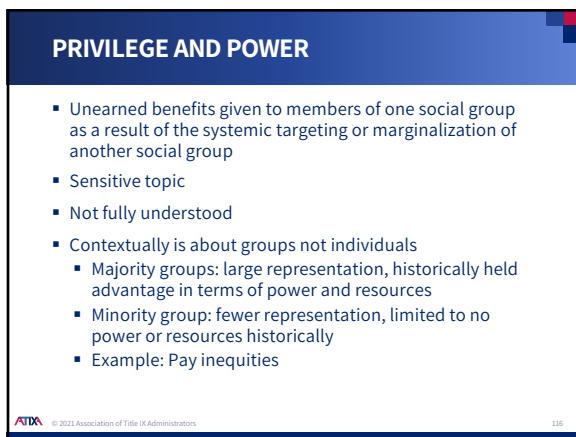 PRIVILEGE AND POWER
▪ Unearned benefits given to members of one social group
as a result of the systemic targeting or marginalization of
another social group
▪ Sensitive topic
▪ Not fully understood
▪ Contextually is about groups not individuals
▪ Majority groups: large representation, historically held
advantage in terms of power and resources
▪ Minority group: fewer representation, limited to no
power or resources historically
▪ Example: Pay inequities
ATIXA © 2021 Association of Title IX Administrators 116